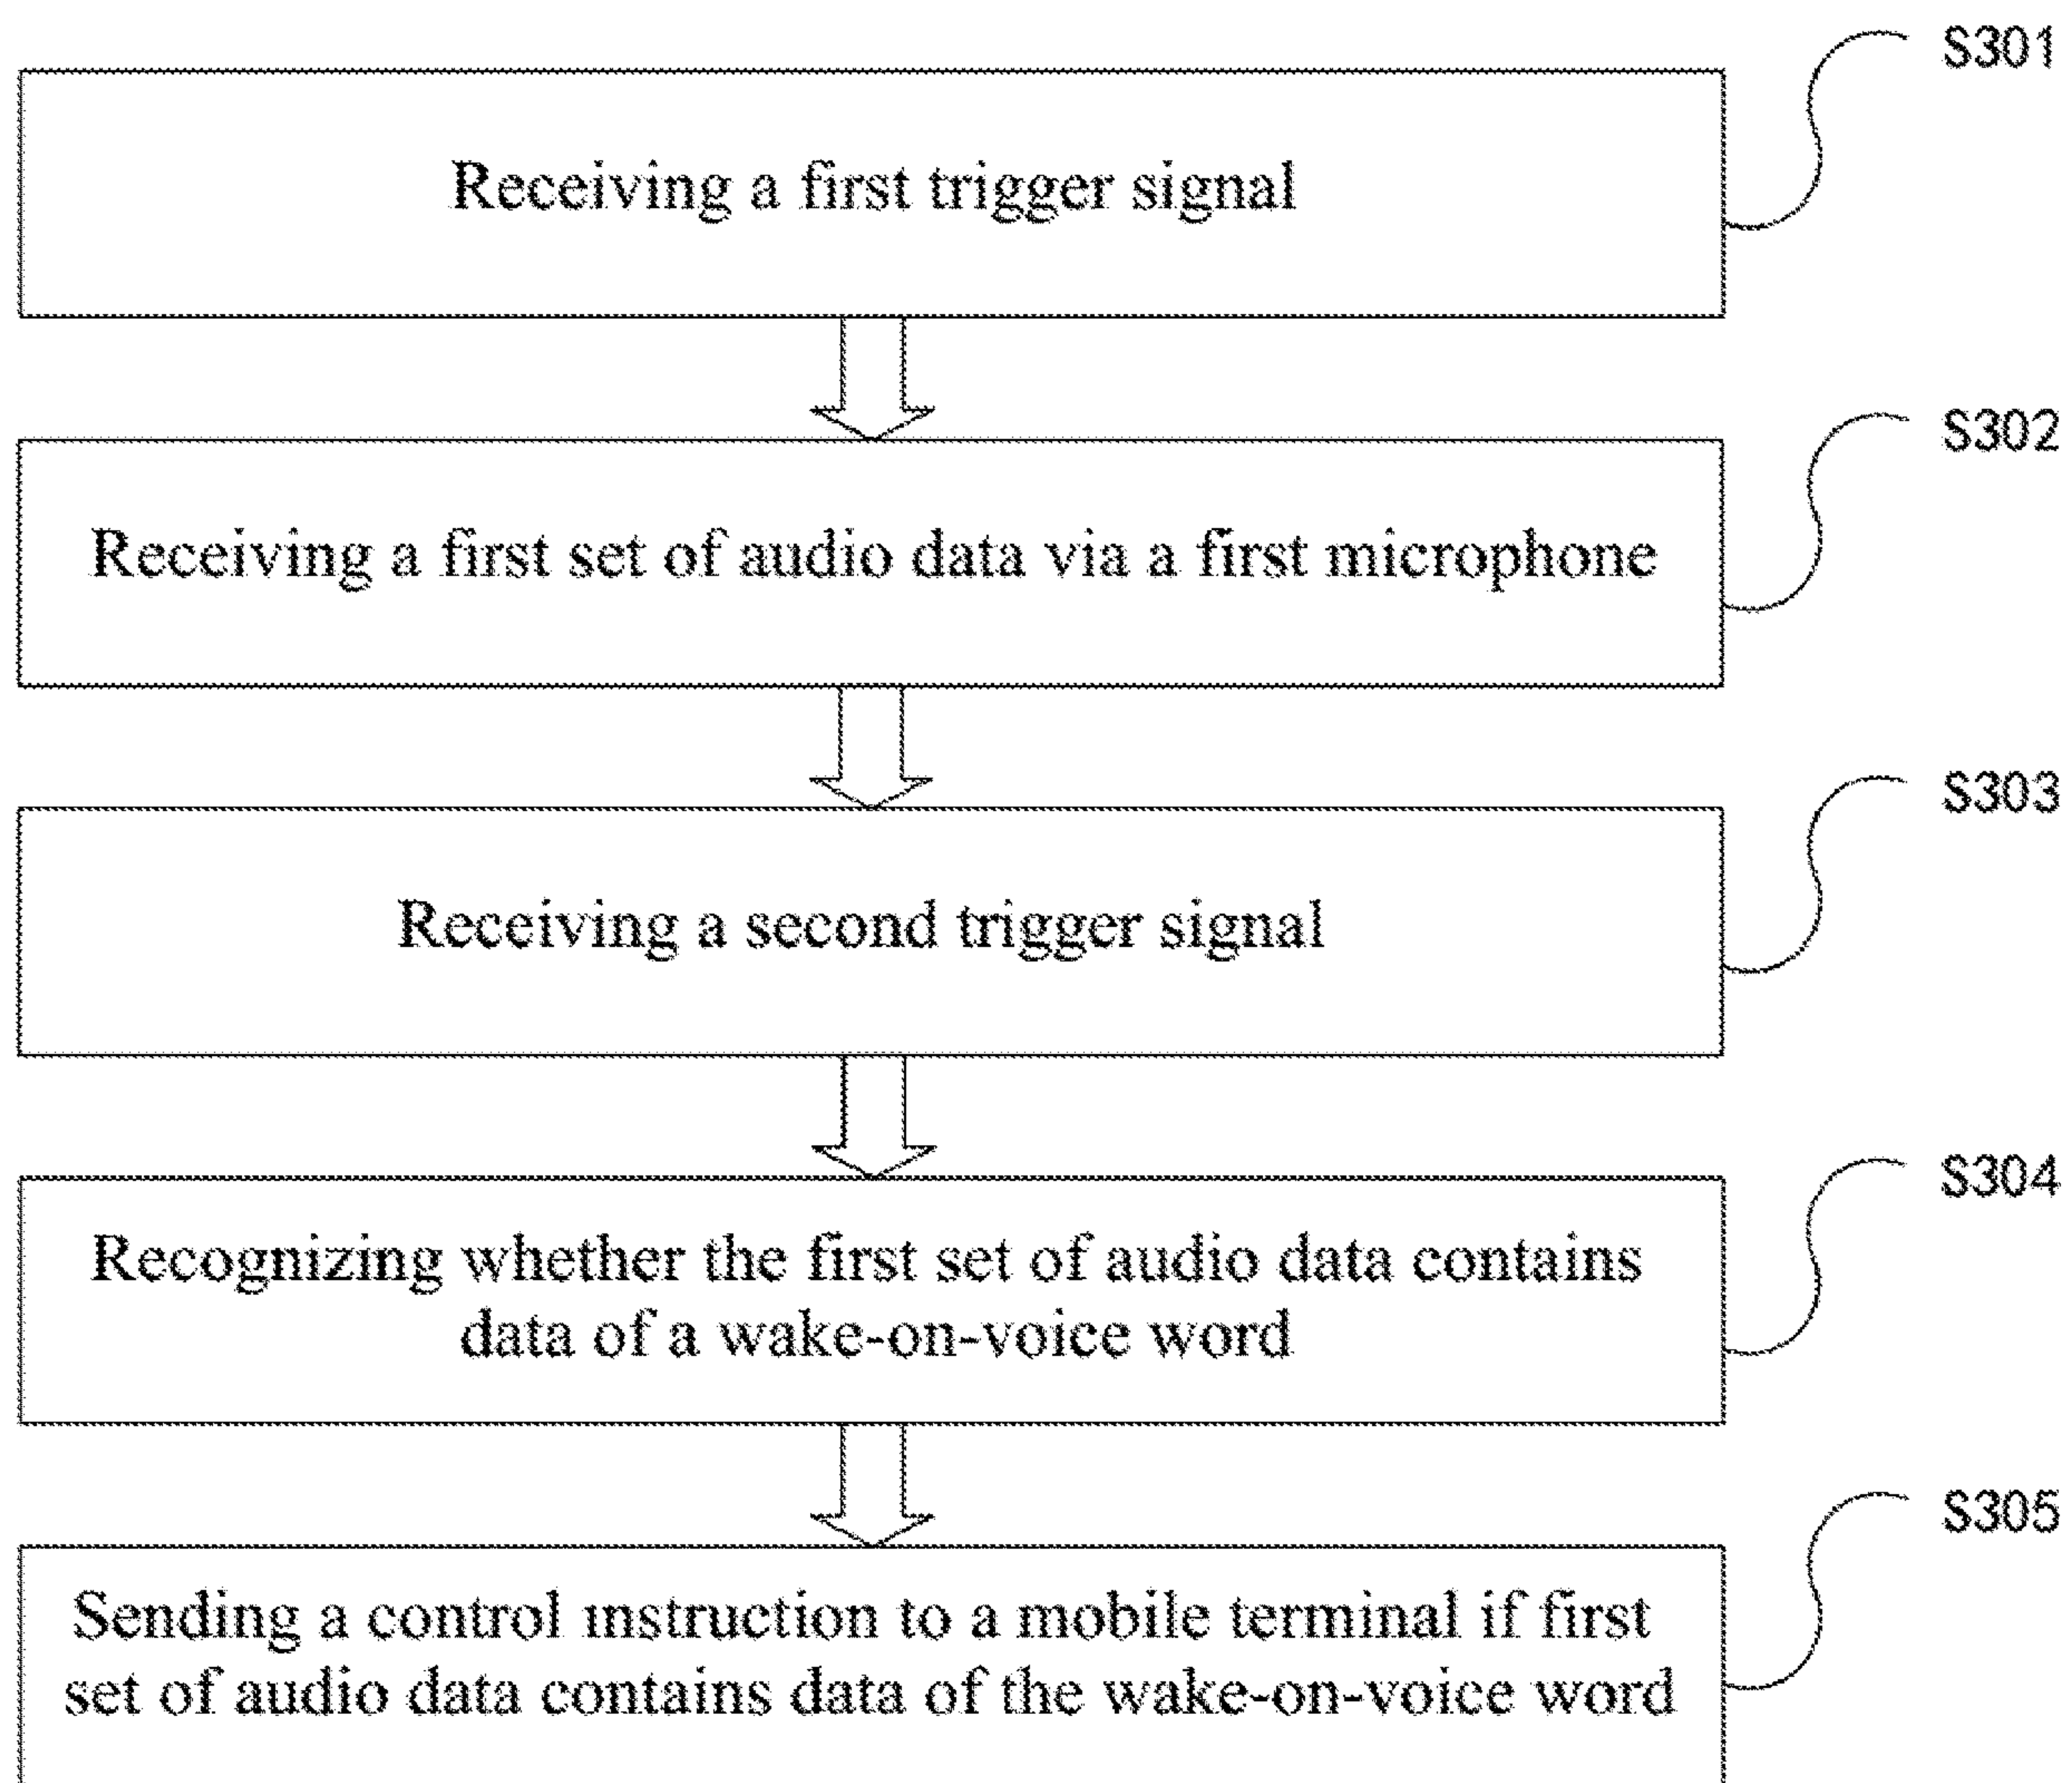 S301
Receiving a first trigger signal
S302
Receiving a first set of audio data via a first microphone
S303
Receiving a second trigger signal
S304
Recognizing whether the first set of audio data contains
data of a wake-on-voice word
S305
Sending a control instruction to a mobile terminal if first
set of audio data contains data of the wake-on-voice word